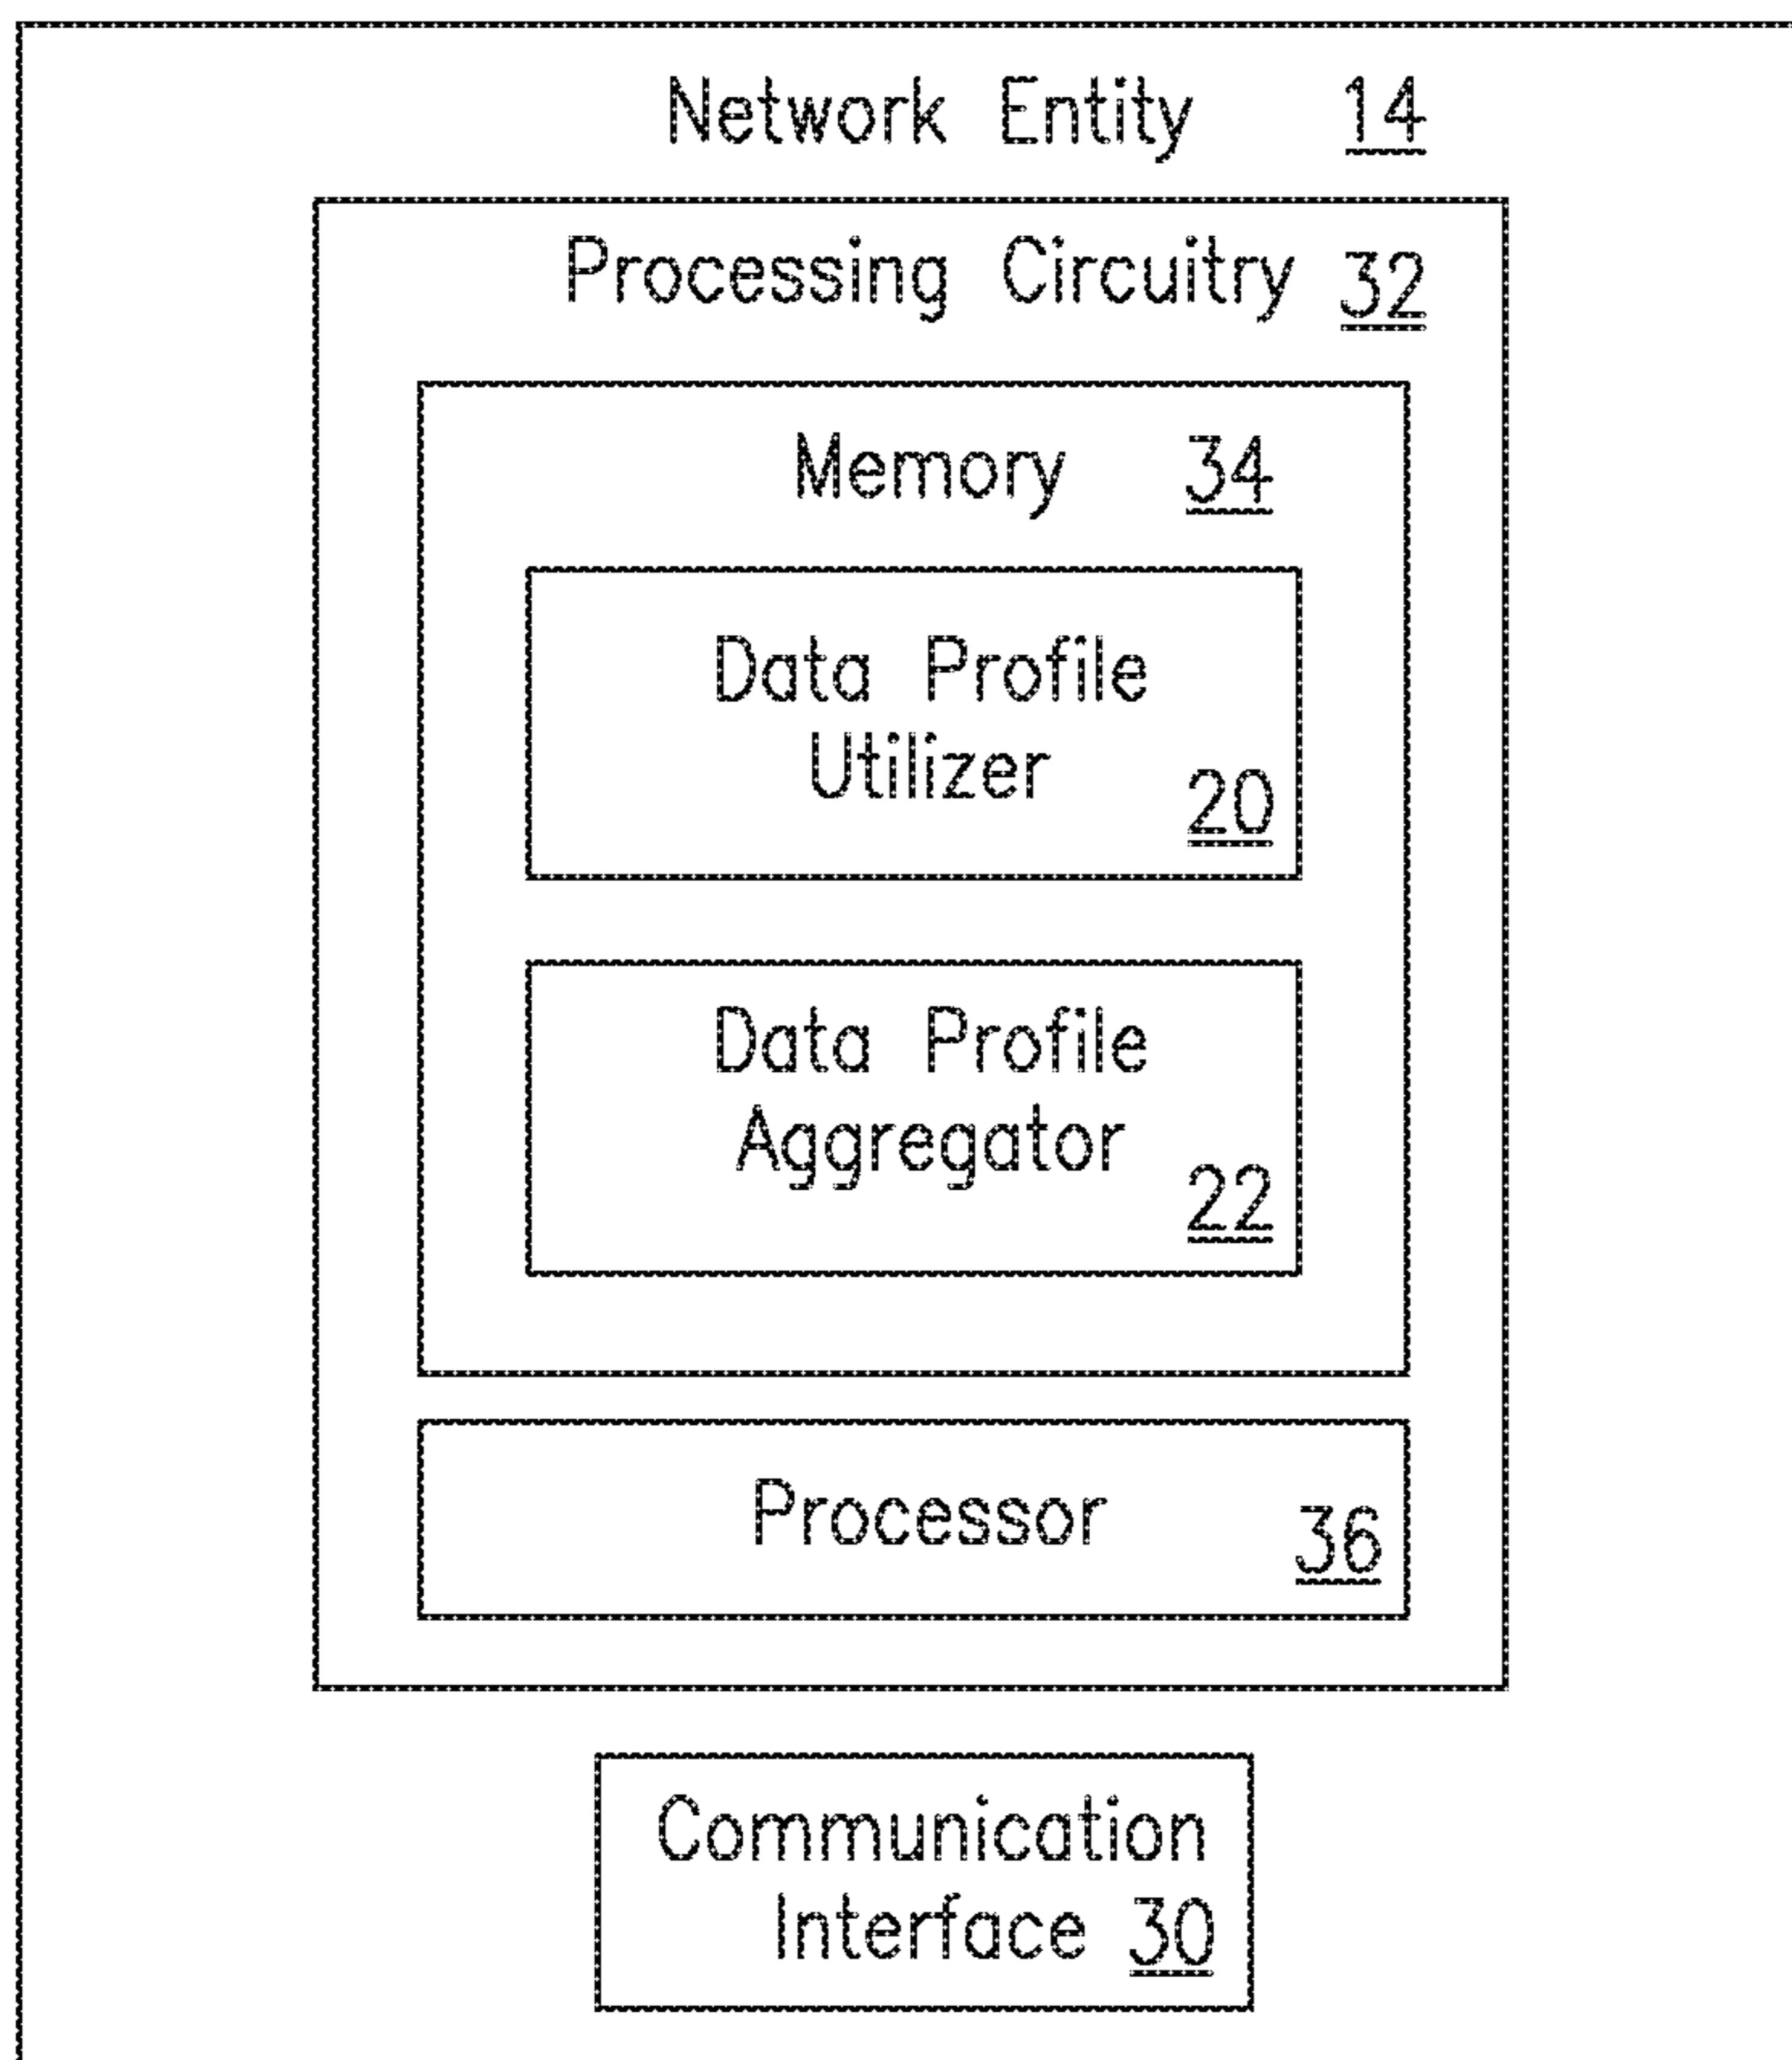 Network Entity 14
Processing Circuitry 32
Memory 34
Data Profile
Utilizer 20
Data Profile
Aggregator 22
Processor 36
Communication
Interface 30